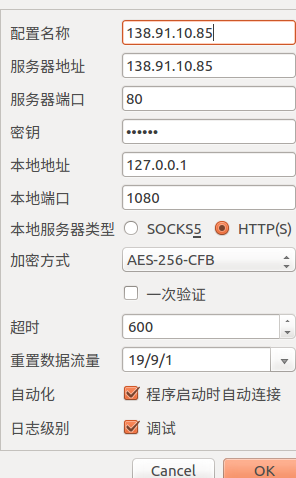 配置名称 138.91.10.85
服务器地址 138.91.10.85
服务器端口 80
密钥 ••••••
本地地址 127.0.0.1
本地端口 1080
本地服务器类型 SOCKS5 HTTP(S)
加密方式 AES-256-CFB
一次验证
超时 600
重置数据流量 19/9/1
自动化 程序启动时自动连接
日志级别 调试
Cancel OK